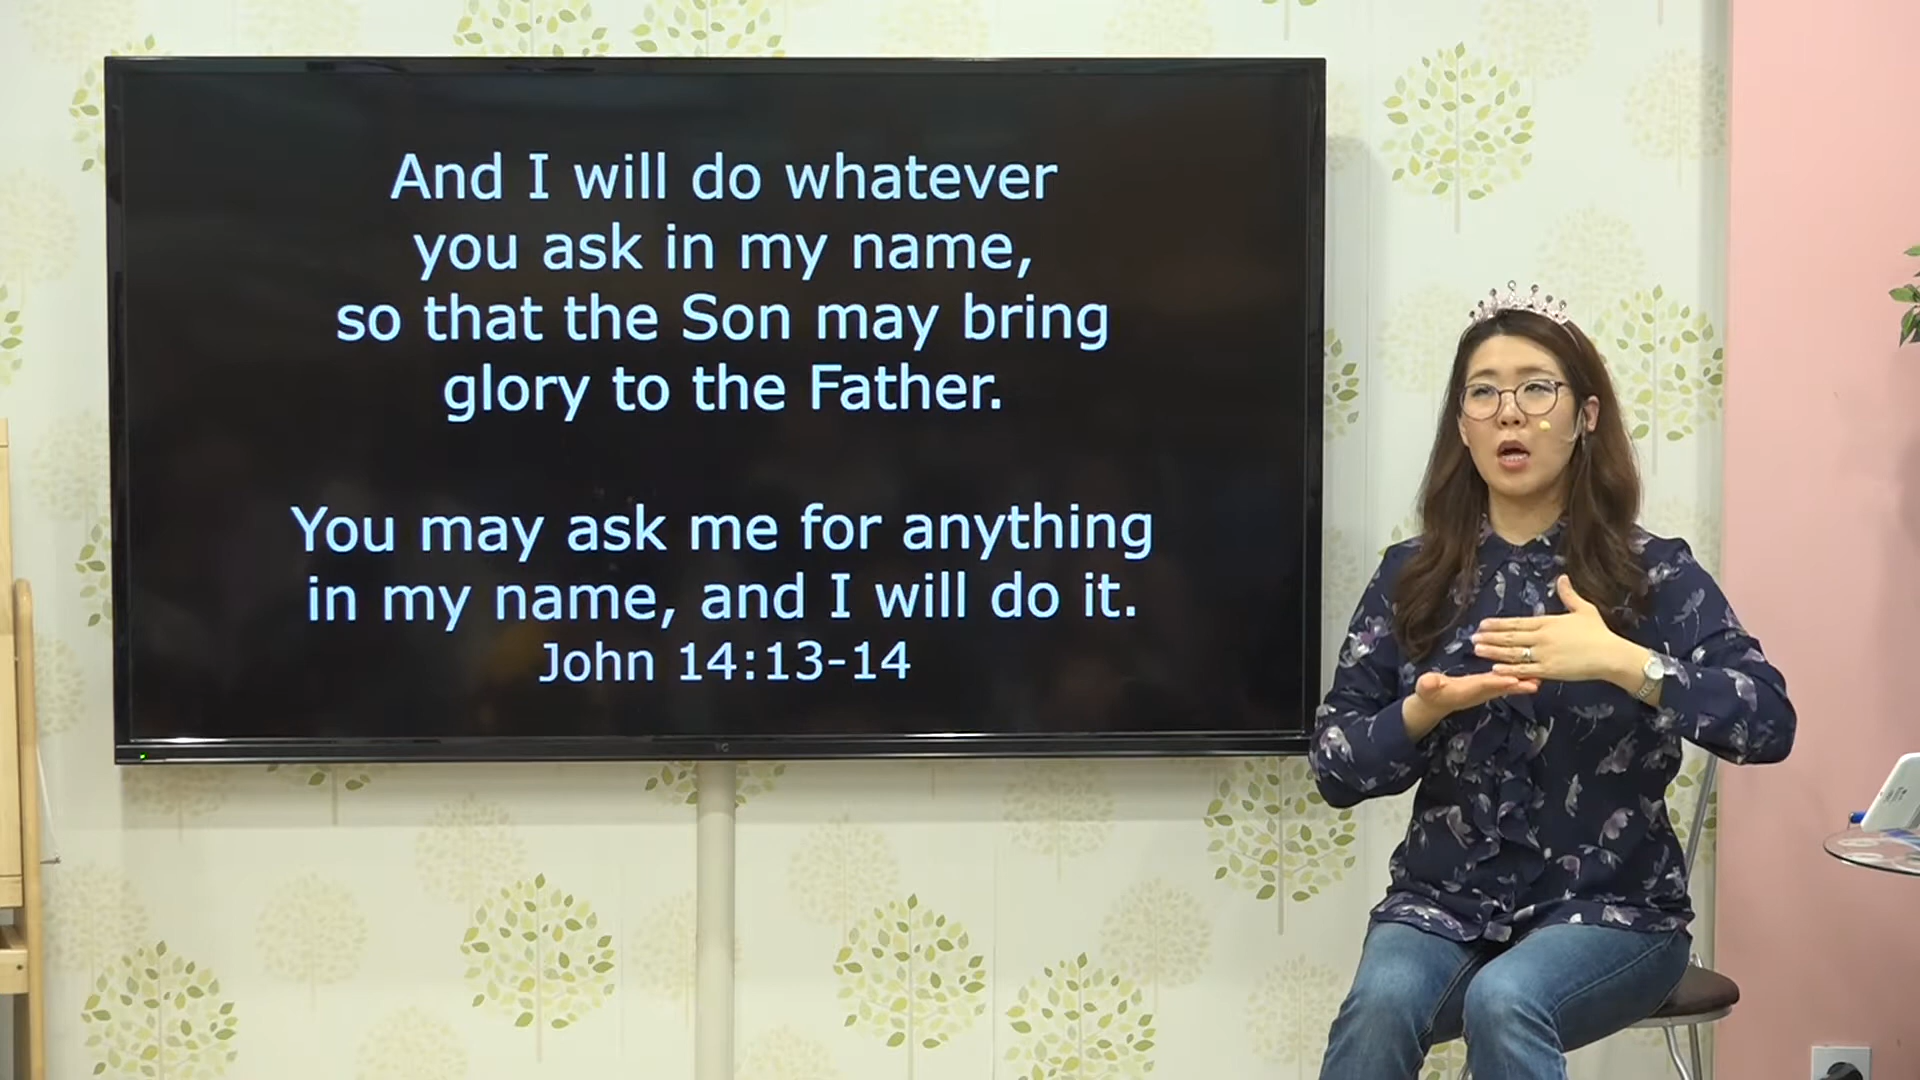 And I will do whatever
you ask in my name,
so that the Son may bring
glory to the Father.
You may ask me for anything
in my name, and I will do it.
John 14:13-14